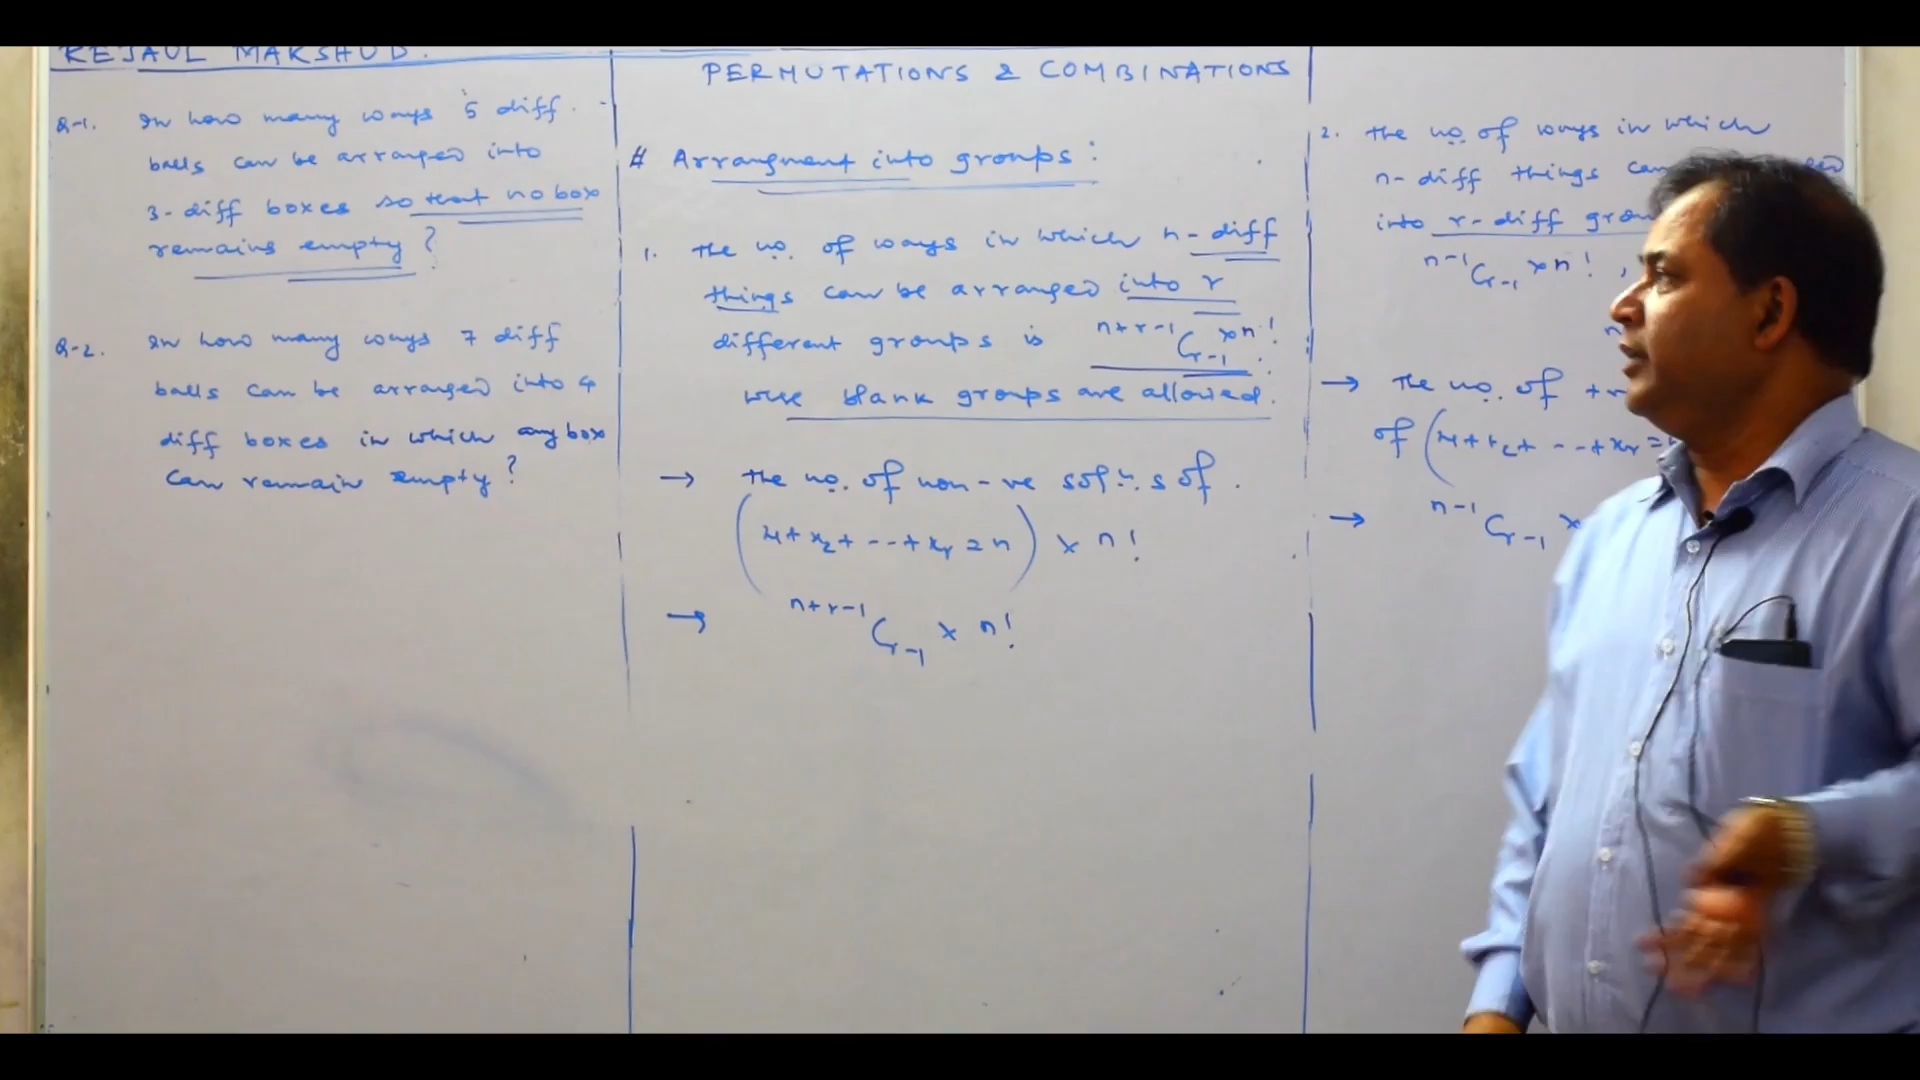 REJAUL MAKSHUD.
PERMUTATIONS & COMBINATIONS
Q-1. In how many ways 5 diff.
balls can be arranged into
3-diff boxes so that no box
remains empty?
Q-2. In how many ways 7 diff
balls can be arranged into 4
diff boxes in which any box
can remain empty?
# Arrangment into groups:
1. The no. of ways in which n-diff
things can be arranged into r
different groups is n+r-1Cr-1 × n!
blank groups are allowed.
→ The no. of non-ve sol^n.s of.
(x1+x2+---+xr=n) × n!
→ n+r-1Cr-1 × n!
2. The no. of ways in which
n-diff things can
into r-diff
n-1Cr-1 × n!,
→ The no. of
of (x1+x2+---+xr=
→ n-1Cr-1 ×